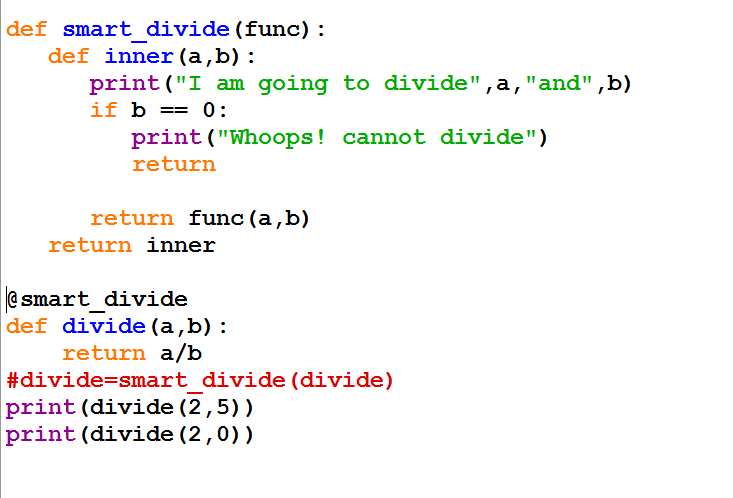 def smart_divide(func):
   def inner(a,b):
      print("I am going to divide",a,"and",b)
      if b == 0:
         print("Whoops! cannot divide")
         return

      return func(a,b)
   return inner

@smart_divide
def divide(a,b):
    return a/b
#divide=smart_divide(divide)
print(divide(2,5))
print(divide(2,0))